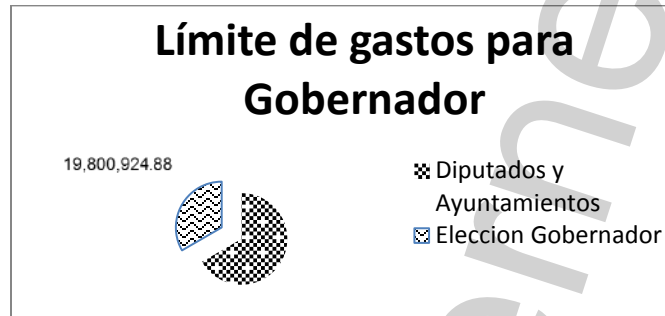 Límite de gastos para
Gobernador
19,800,924.88
Diputados y
Ayuntamientos
Eleccion Gobernador